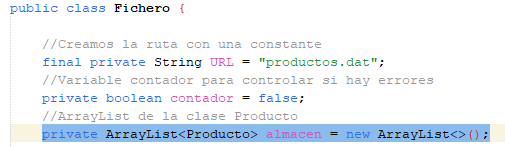 public class Fichero {
//Creamos la ruta con una constante
final private String URL = "productos.dat";
//Variable contador para controlar si hay errores
private boolean contador = false;
//ArrayList de la clase Producto
private ArrayList<Producto> almacen = new ArrayList<>();